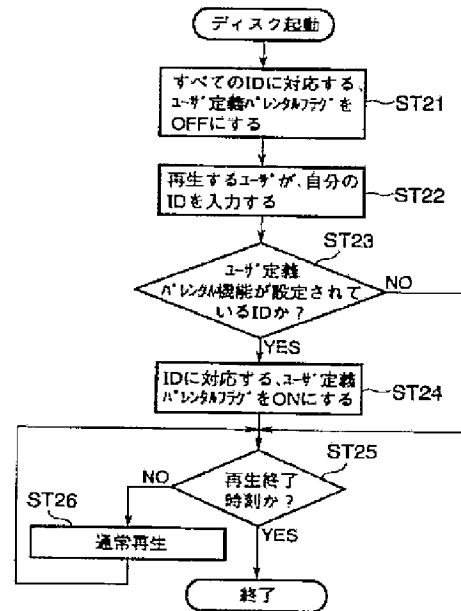 ディスク起動
すべてのIDに対応する、
ユーザ定義パレンタルフラグを
OFFにする
ST21
再生するユーザが、自分の
IDを入力する
ST22
ST23
ユーザ定義
パレンタル機能が設定されて
いるIDか?
NO
YES
IDに対応する、ユーザ定義
パレンタルフラグをONにする
ST24
ST25
再生終了
時刻か?
NO
ST26
通常再生
YES
終了